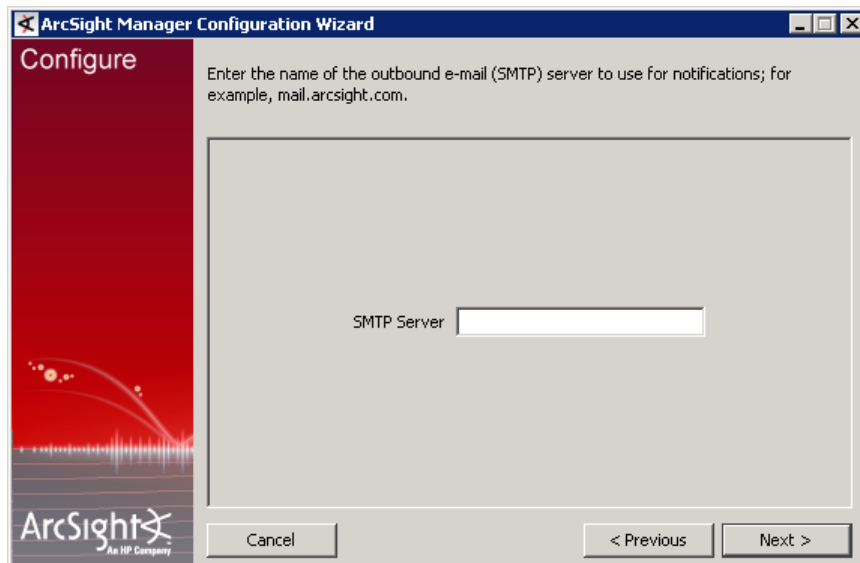 ArcSight Manager Configuration Wizard
Configure
Enter the name of the outbound e-mail (SMTP) server to use for notifications; for
example, mail.arcsight.com.
SMTP Server
ArcSight
An HP Company
Cancel
< Previous
Next >